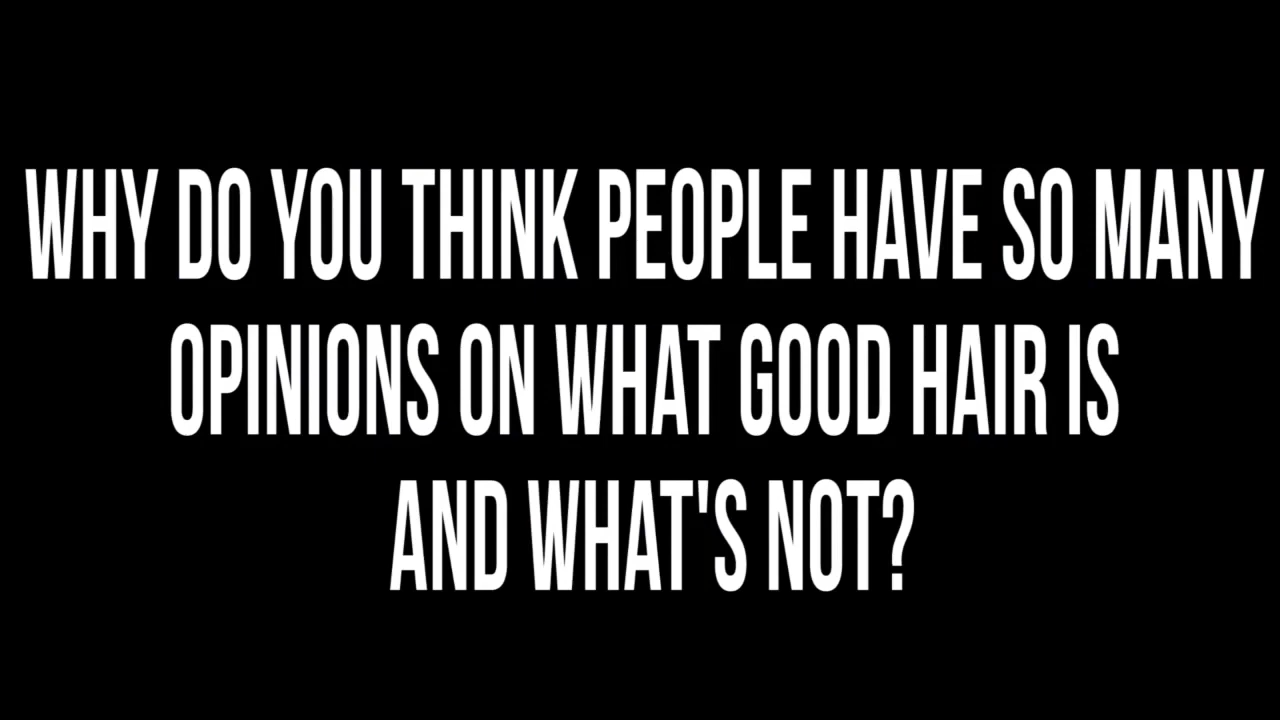 WHY DO YOU THINK PEOPLE HAVE SO MANY
OPINIONS ON WHAT GOOD HAIR IS
AND WHAT'S NOT?